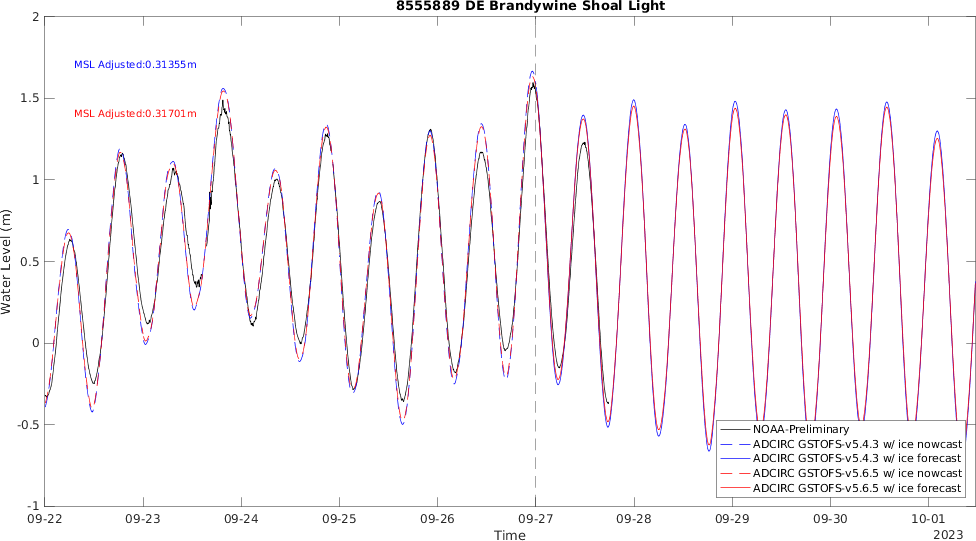 8555889 DE Brandywine Shoal Light
2
MSL Adjusted:0.31355m
1.5
MSL Adjusted:0.31701m
1
Water Level (m)
0.5
0
-0.5
NOAA-Preliminary
ADCIRC GSTOFS-v5.4.3 w/ ice nowcast
ADCIRC GSTOFS-v5.4.3 w/ ice forecast
ADCIRC GSTOFS-v5.6.5 w/ ice nowcast
ADCIRC GSTOFS-v5.6.5 w/ ice forecast
-1
09-22 09-23 09-24 09-25 09-26 09-27 09-28 09-29 09-30 10-01
Time
2023